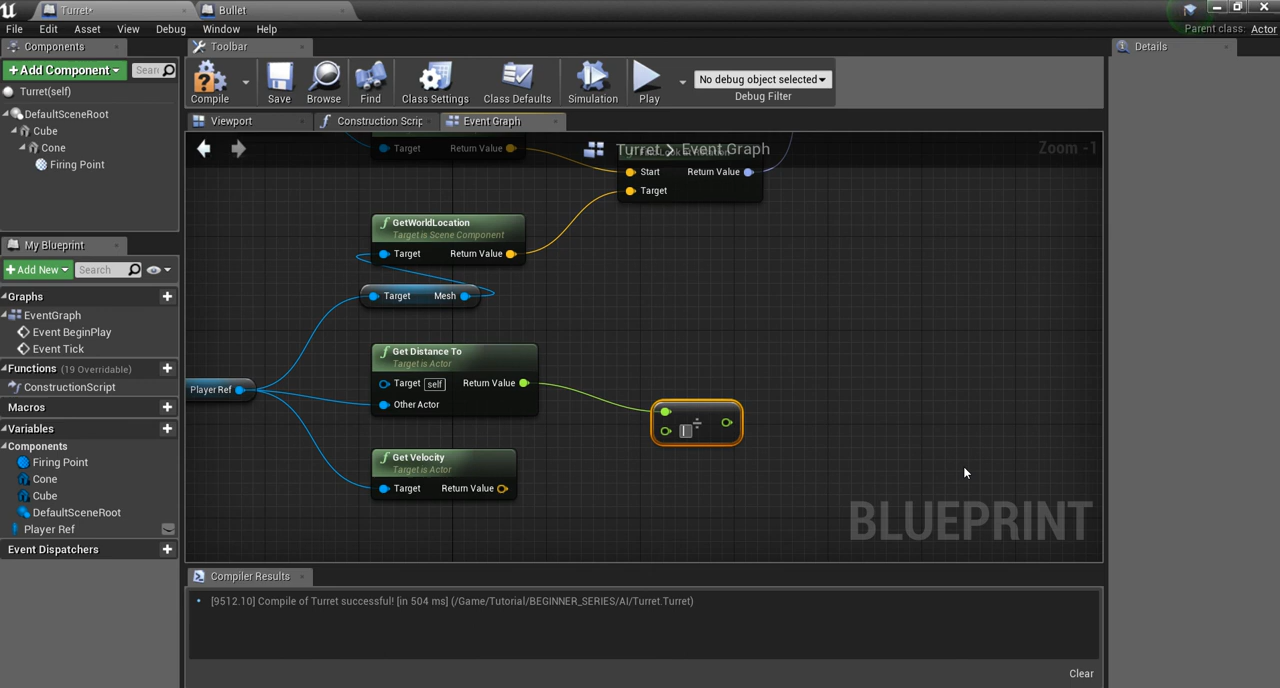 Turret*
Bullet
File Edit Asset View Debug Window Help
Parent class: Actor
Components
Toolbar
Details
+Add Component
Sear
Turret(self)
Compile
Save
Browse
Find
Class Settings
Class Defaults
Simulation
Play
No debug object selected
Debug Filter
DefaultSceneRoot
Cube
Cone
Firing Point
Viewport
Construction Scrip
Event Graph
Turret > Event Graph
Zoom -1
Target Return Value
Start Return Value
Target
GetWorldLocation
Target is Scene Component
Target Return Value
Target Mesh
Get Distance To
Target is Actor
Target self Return Value
Other Actor
Player Ref
÷
Get Velocity
Target is Actor
Target Return Value
BLUEPRINT
My Blueprint
+Add New
Search
Graphs
EventGraph
Event BeginPlay
Event Tick
Functions (19 Overridable)
ConstructionScript
Macros
Variables
Components
Firing Point
Cone
Cube
DefaultSceneRoot
Player Ref
Event Dispatchers
Compiler Results
[9512.10] Compile of Turret successful! [in 504 ms] (/Game/Tutorial/BEGINNER_SERIES/AI/Turret.Turret)
Clear